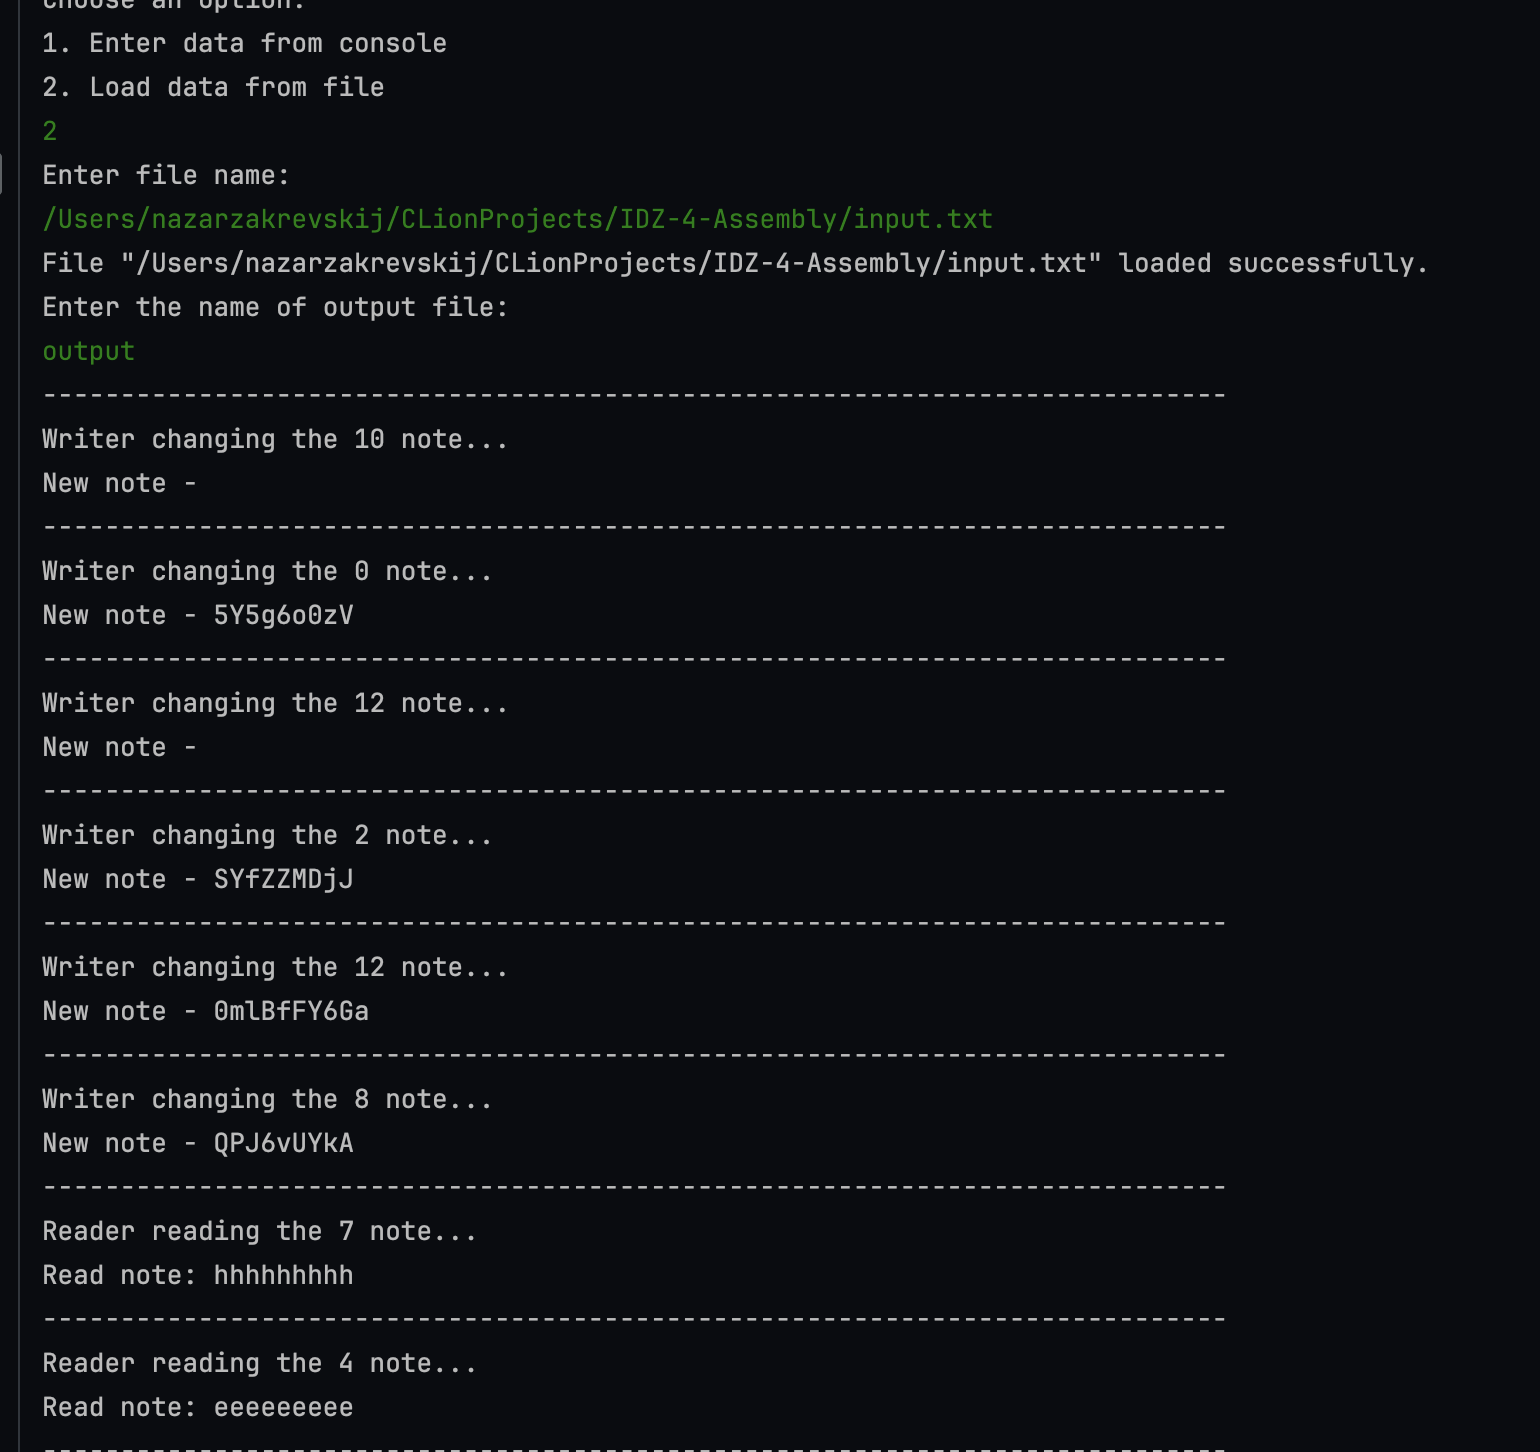 Choose an option:
1. Enter data from console
2. Load data from file
2
Enter file name:
/Users/nazarzakrevskij/CLionProjects/IDZ-4-Assembly/input.txt
File "/Users/nazarzakrevskij/CLionProjects/IDZ-4-Assembly/input.txt" loaded successfully.
Enter the name of output file:
output
----------------------------------------------------------------------------
Writer changing the 10 note...
New note -
----------------------------------------------------------------------------
Writer changing the 0 note...
New note - 5Y5g6o0zV
----------------------------------------------------------------------------
Writer changing the 12 note...
New note -
----------------------------------------------------------------------------
Writer changing the 2 note...
New note - SYfZZMDjJ
----------------------------------------------------------------------------
Writer changing the 12 note...
New note - 0mlBfFY6Ga
----------------------------------------------------------------------------
Writer changing the 8 note...
New note - QPJ6vUYkA
----------------------------------------------------------------------------
Reader reading the 7 note...
Read note: hhhhhhhhh
----------------------------------------------------------------------------
Reader reading the 4 note...
Read note: eeeeeeeee
----------------------------------------------------------------------------